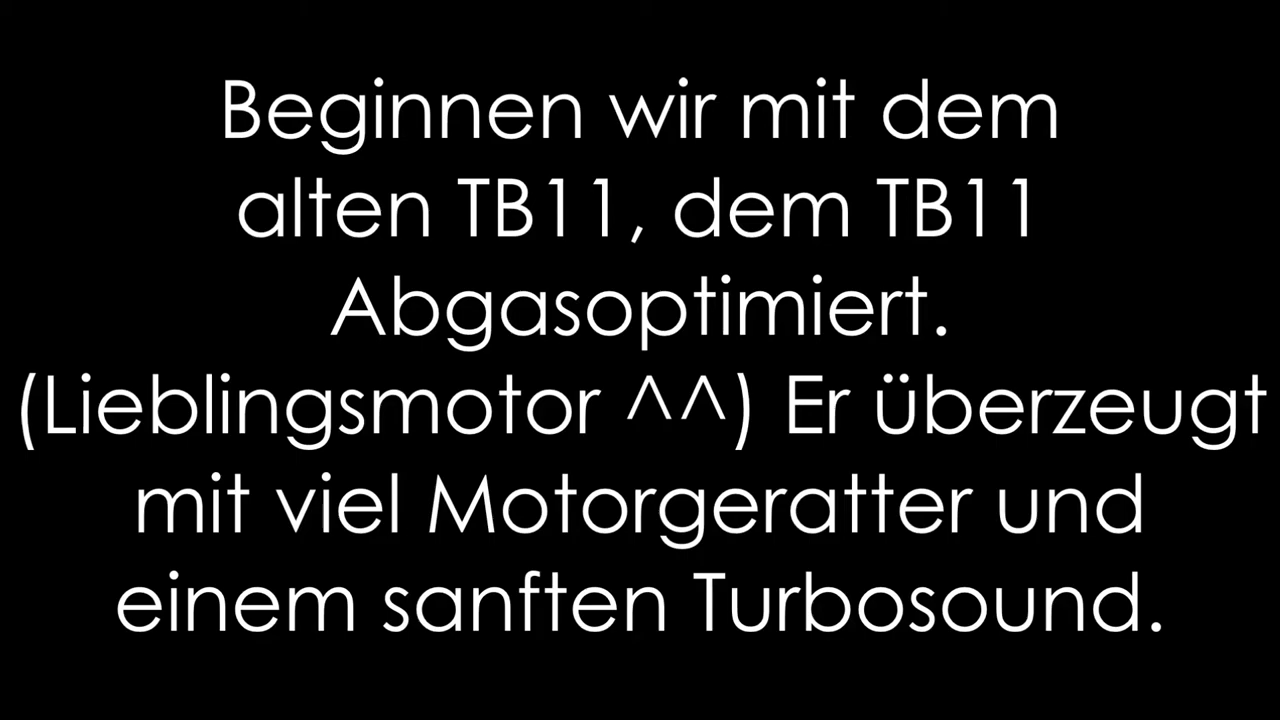 Beginnen wir mit dem
alten TB11, dem TB11
Abgasoptimiert.
(Lieblingsmotor ^^) Er überzeugt
mit viel Motorgeratter und
einem sanften Turbosound.